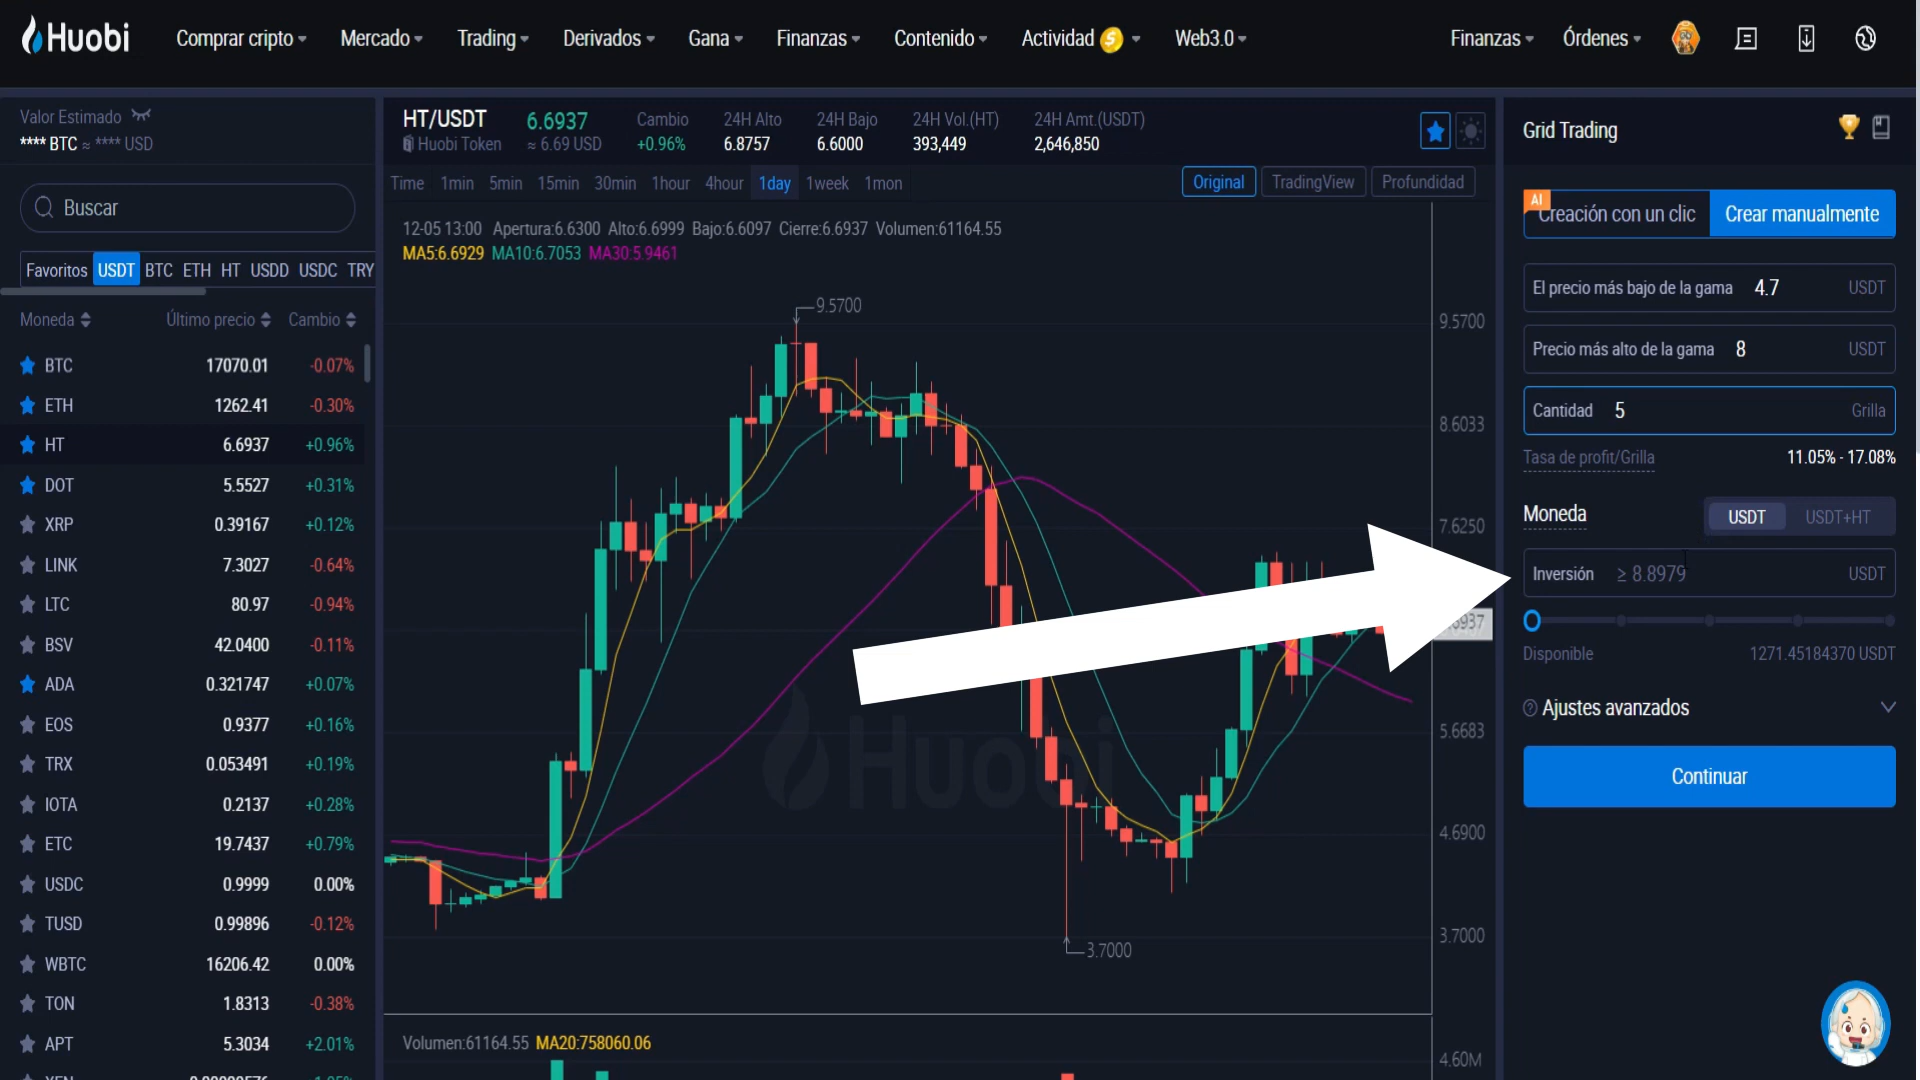 Huobi
Comprar cripto Mercado Trading Derivados Gana Finanzas Contenido Actividad Web3.0 Finanzas Órdenes
Valor Estimado
**** BTC ≈ **** USD
Buscar
Favoritos USDT BTC ETH HT USDD USDC TRY
Moneda Último precio Cambio
BTC 17070.01 -0.07%
ETH 1262.41 -0.30%
HT 6.6937 +0.96%
DOT 5.5527 +0.31%
XRP 0.39167 +0.12%
LINK 7.3027 -0.64%
LTC 80.97 -0.94%
BSV 42.0400 -0.11%
ADA 0.321747 +0.07%
EOS 0.9377 +0.16%
TRX 0.053491 +0.19%
IOTA 0.2137 +0.28%
ETC 19.7437 +0.79%
USDC 0.9999 0.00%
TUSD 0.99896 -0.12%
WBTC 16206.42 0.00%
TON 1.8313 -0.38%
APT 5.3034 +2.01%
HT/USDT 6.6937 Cambio 24H Alto 24H Bajo 24H Vol.(HT) 24H Amt.(USDT)
Huobi Token ≈ 6.69 USD +0.96% 6.8757 6.6000 393,449 2,646,850
Time 1min 5min 15min 30min 1hour 4hour 1day 1week 1mon Original TradingView Profundidad
12-05 13:00 Apertura:6.6300 Alto:6.6999 Bajo:6.6097 Cierre:6.6937 Volumen:61164.55
MA5:6.6929 MA10:6.7053 MA30:5.9461
9.5700
9.5700
8.6033
7.6250
5.6683
4.6900
3.7000
3.7000
Huobi
Volumen:61164.55 MA20:758060.06
4.60M
Grid Trading
AI
Creación con un clic Crear manualmente
El precio más bajo de la gama 4.7 USDT
Precio más alto de la gama 8 USDT
Cantidad 5 Grilla
Tasa de profit/Grilla 11.05% - 17.08%
Moneda USDT USDT+HT
Inversión ≥ 8.8979 USDT
Disponible 1271.45184370 USDT
Ajustes avanzados
Continuar